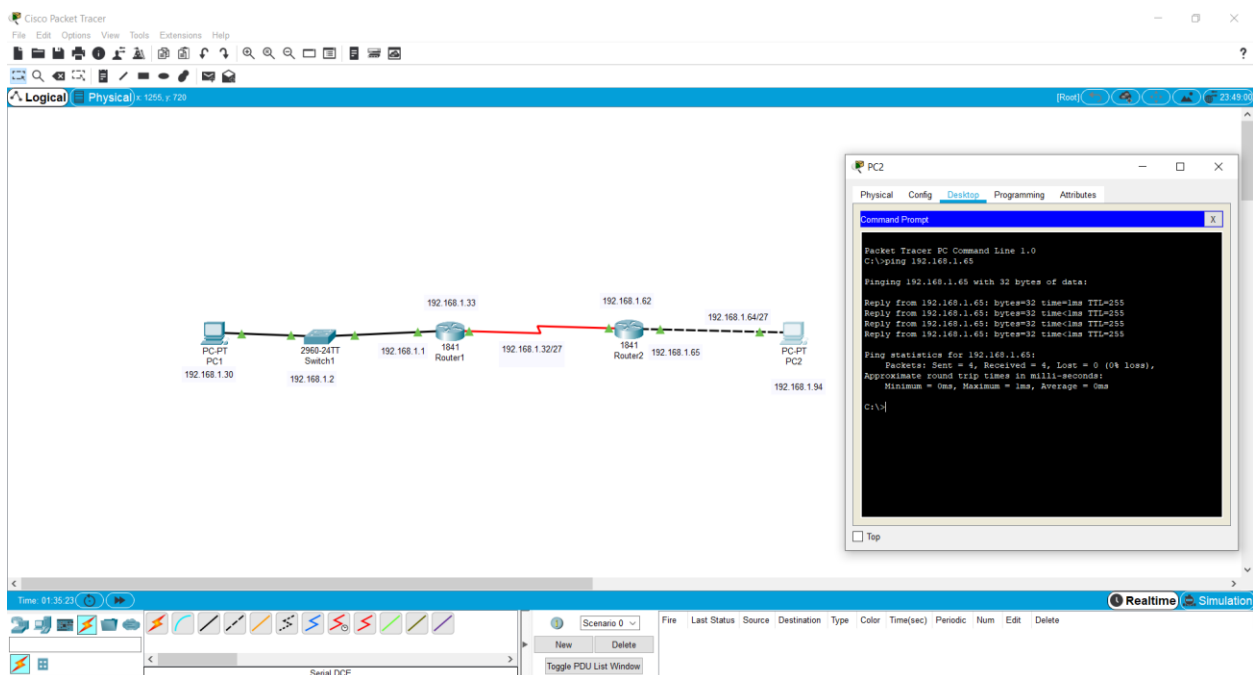 Cisco Packet Tracer
File Edit Options View Tools Extensions Help
?
Logical Physical x: 1255, y: 720 [Root] 23:49:00
PC2
Physical Config Desktop Programming Attributes
Command Prompt X
Packet Tracer PC Command Line 1.0
C:\>ping 192.168.1.65
Pinging 192.168.1.65 with 32 bytes of data:
Reply from 192.168.1.65: bytes=32 time=1ms TTL=255
Reply from 192.168.1.65: bytes=32 time<1ms TTL=255
Reply from 192.168.1.65: bytes=32 time<1ms TTL=255
Reply from 192.168.1.65: bytes=32 time<1ms TTL=255
Ping statistics for 192.168.1.65:
Packets: Sent = 4, Received = 4, Lost = 0 (0% loss),
Approximate round trip times in milli-seconds:
Minimum = 0ms, Maximum = 1ms, Average = 0ms
C:\>
Top
192.168.1.33
192.168.1.62
192.168.1.64/27
PC-PT
PC1
192.168.1.30
2960-24TT
Switch1
192.168.1.2
192.168.1.1
1841
Router1
192.168.1.32/27
1841
Router2
192.168.1.65
PC-PT
PC2
192.168.1.94
Time: 01:35:23 Realtime Simulation
Scenario 0
New Delete
Toggle PDU List Window
Fire Last Status Source Destination Type Color Time(sec) Periodic Num Edit Delete
Serial DCE